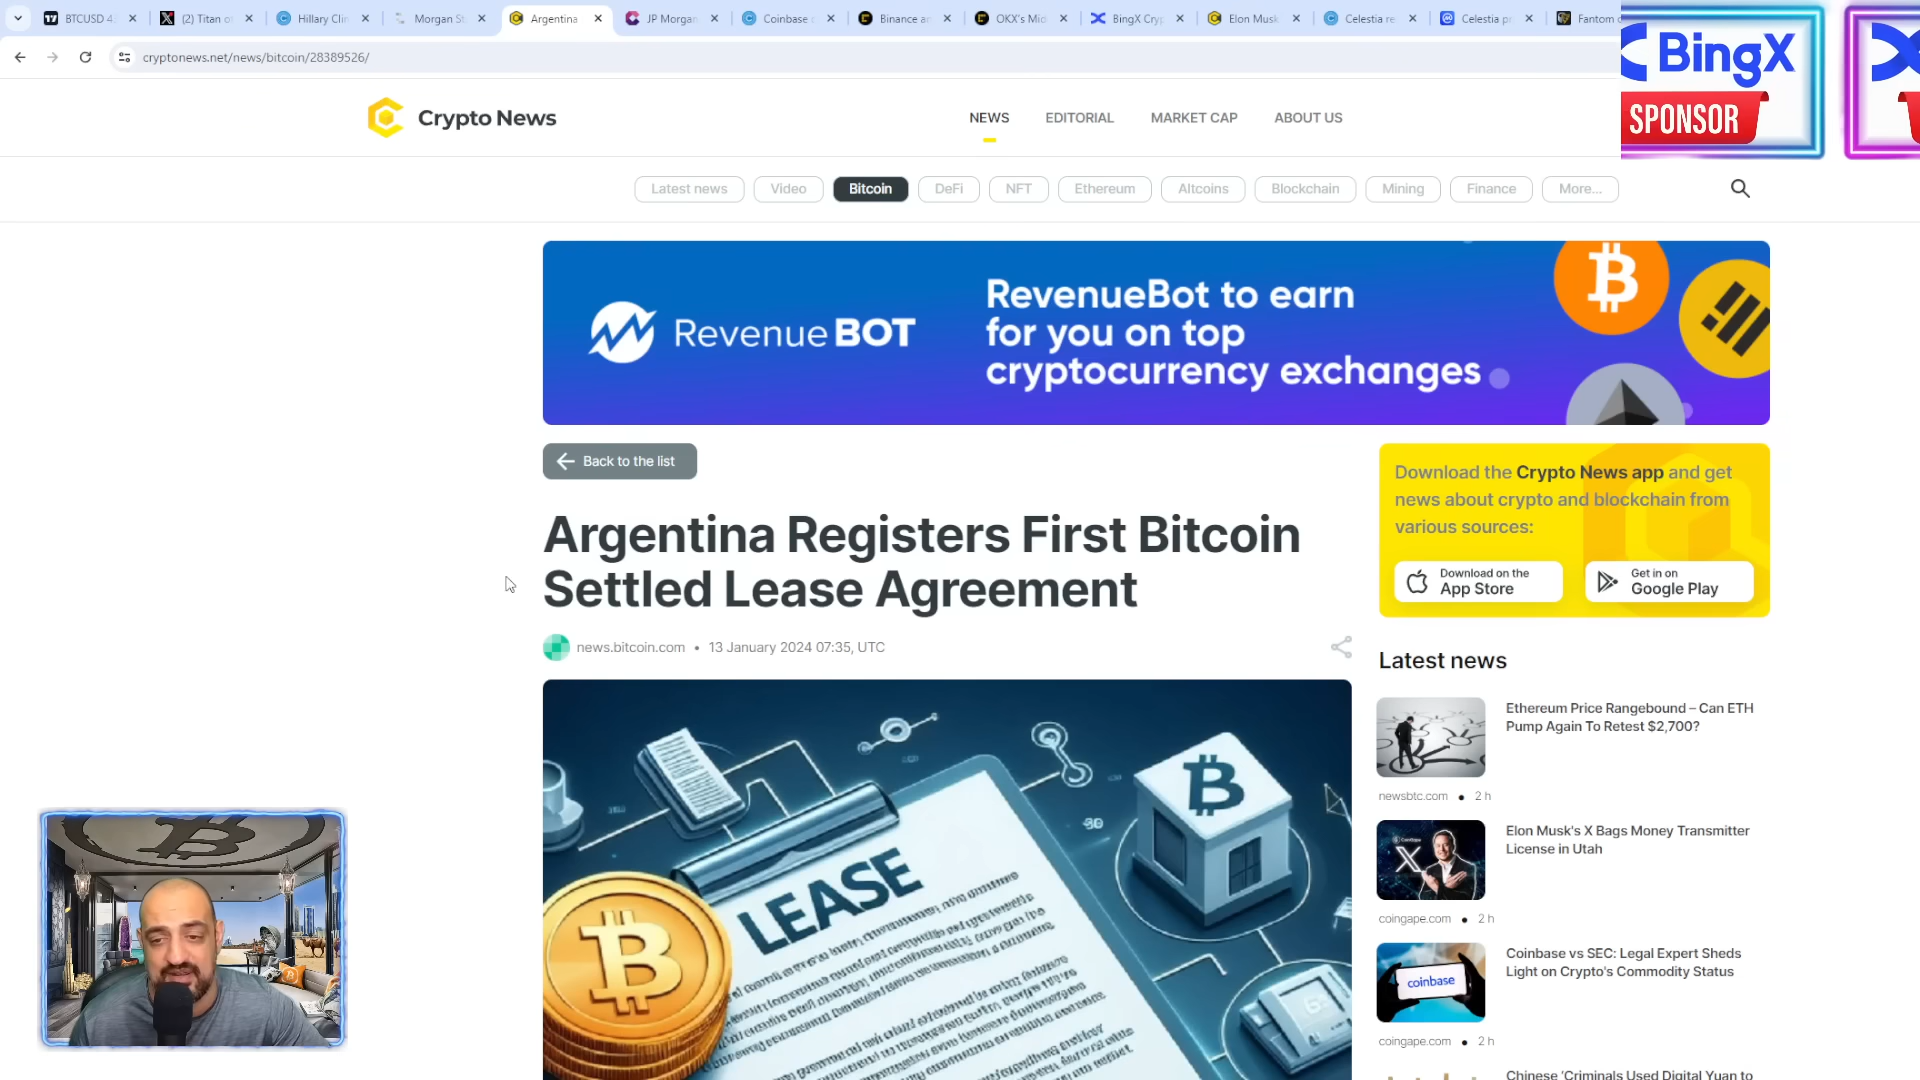 BTCUSD 4
(2) Titan o
Hillary Cli
Morgan St
Argentina
JP Morgan
Coinbase
Binance a
OKX's Mid
BingX Cryp
Elon Musk
Celestia re
Celestia p
Fantom
cryptonews.net/news/bitcoin/28389526/
BingX
SPONSOR
Crypto News
NEWS
EDITORIAL
MARKET CAP
ABOUT US
Latest news
Video
Bitcoin
DeFi
NFT
Ethereum
Altcoins
Blockchain
Mining
Finance
More...
Revenue BOT
RevenueBot to earn
for you on top
cryptocurrency exchanges
Back to the list
Argentina Registers First Bitcoin
Settled Lease Agreement
news.bitcoin.com • 13 January 2024 07:35, UTC
LEASE
Download the Crypto News app and get
news about crypto and blockchain from
various sources:
Download on the
App Store
Get in on
Google Play
Latest news
Ethereum Price Rangebound – Can ETH
Pump Again To Retest $2,700?
newsbtc.com • 2 h
Elon Musk's X Bags Money Transmitter
License in Utah
coingape.com • 2 h
coinbase
Coinbase vs SEC: Legal Expert Sheds
Light on Crypto's Commodity Status
coingape.com • 2 h
Chinese 'Criminals Used Digital Yuan to